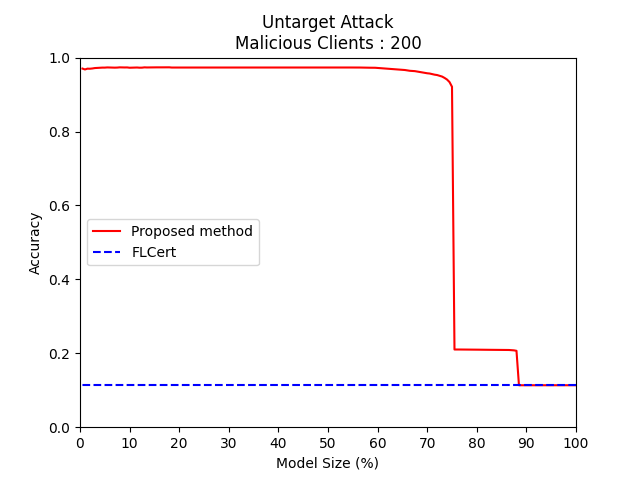 Untarget Attack
Malicious Clients : 200
1.0
0.8
0.6
0.4
0.2
0.0
Accuracy
Proposed method
FLCert
0 10 20 30 40 50 60 70 80 90 100
Model Size (%)